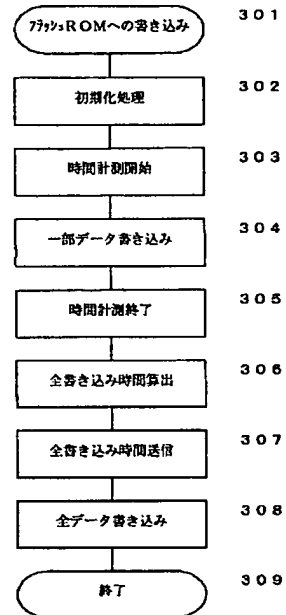 ﾌﾗｯｼｭROMへの書き込み 301
初期化処理 302
時間計測開始 303
一部データ書き込み 304
時間計測終了 305
全書き込み時間算出 306
全書き込み時間送信 307
全データ書き込み 308
終了 309